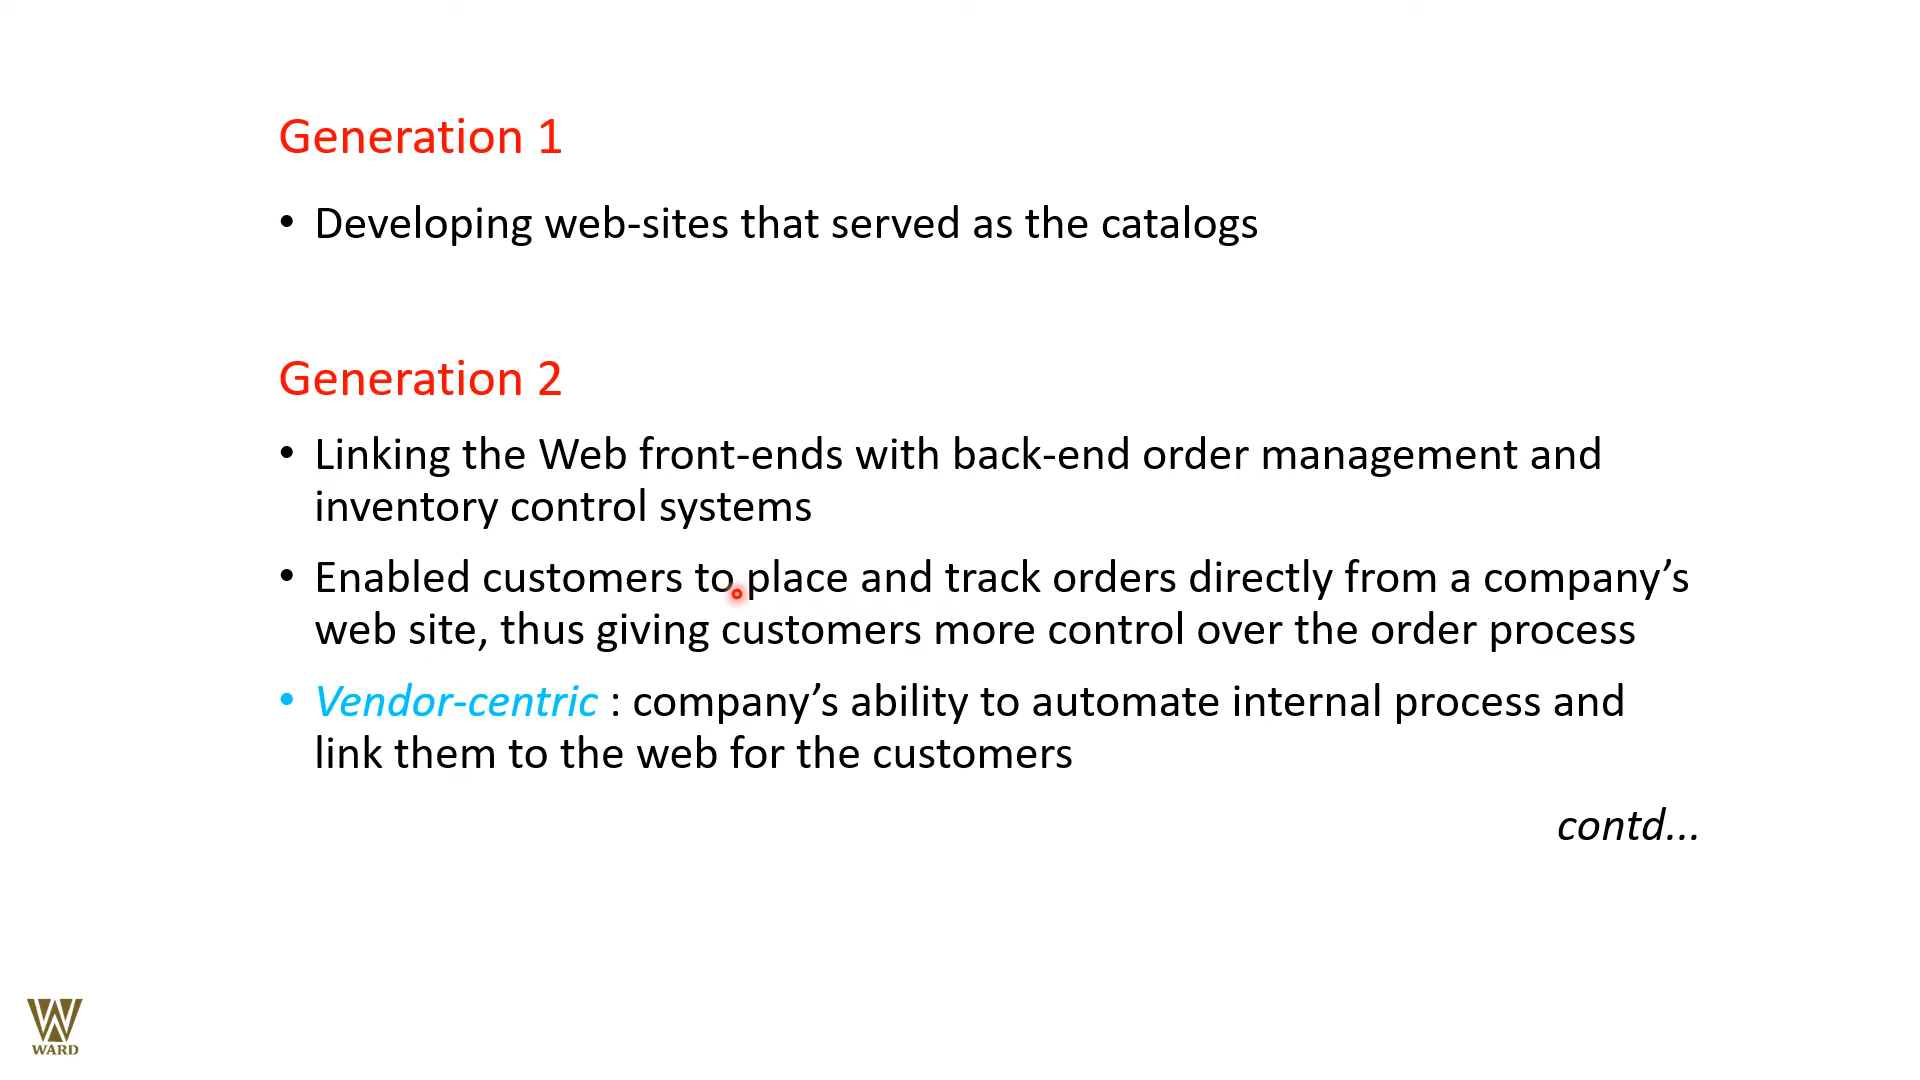 Generation 1
• Developing web-sites that served as the catalogs
Generation 2
• Linking the Web front-ends with back-end order management and
inventory control systems
• Enabled customers to place and track orders directly from a company’s
web site, thus giving customers more control over the order process
• Vendor-centric : company’s ability to automate internal process and
link them to the web for the customers
contd...
WARD